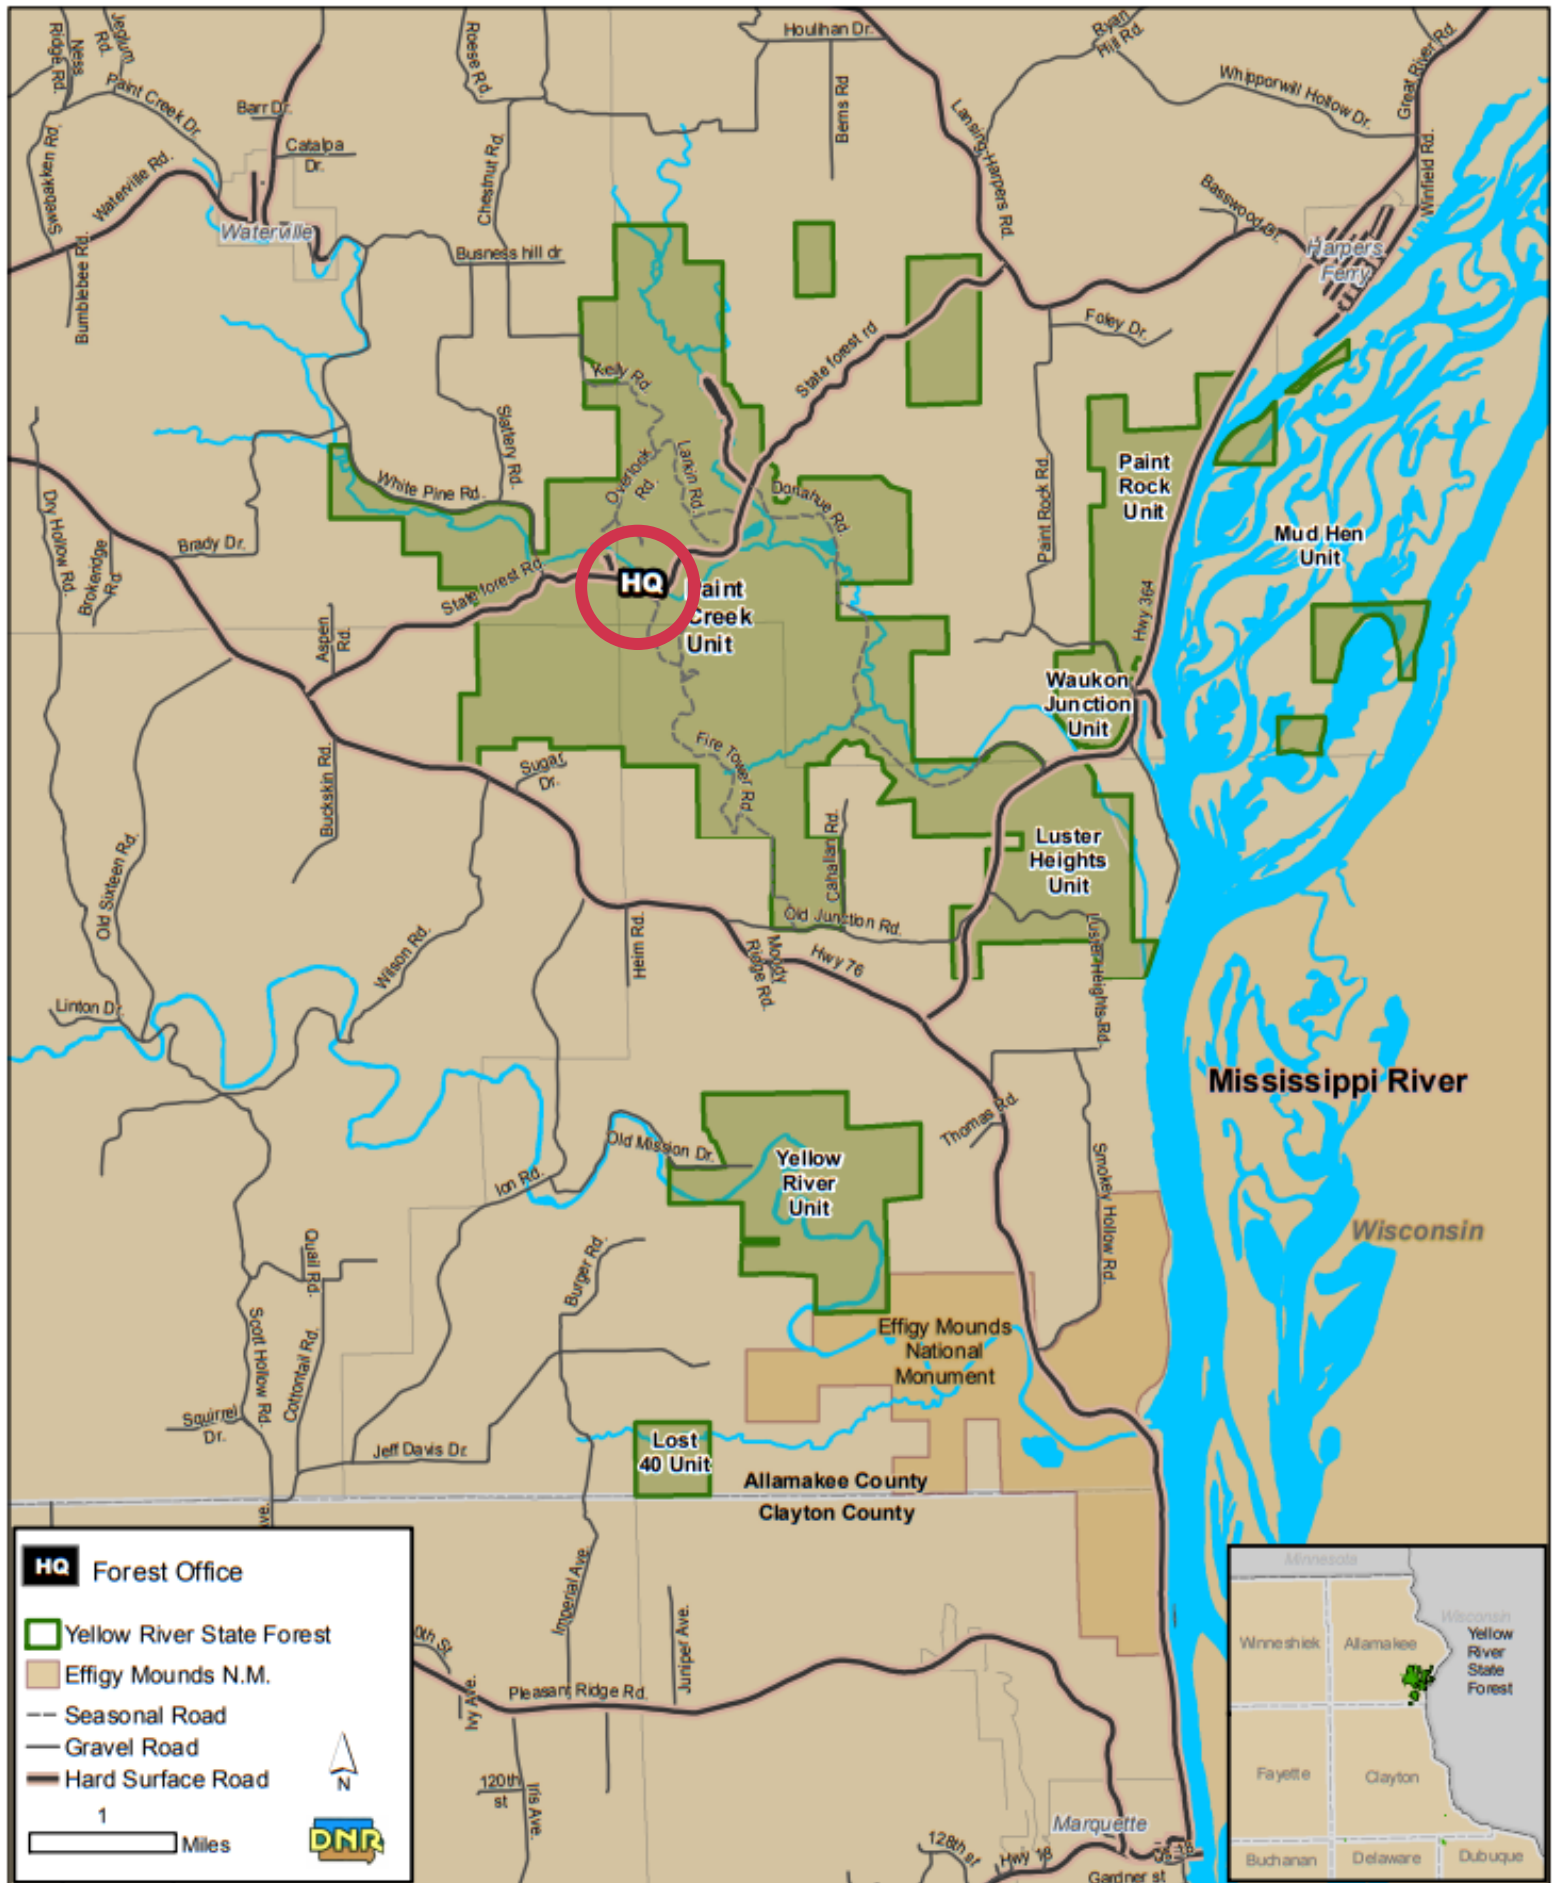 Houlihan Dr.
Ryan
Hill Rd.
Great River Rd.
Ness
Ridge Rd.
Jeglum
Rd.
Roese Rd.
Paint Creek Dr.
Barr Dr.
Berns Rd
Lansing-Harpers Rd.
Whipporwill Hollow Dr.
Catalpa
Dr.
Swebakken Rd.
Waterville Rd.
Chestnut Rd.
Winfield Rd.
Basswood Dr.
Waterville
Bumblebee Rd.
Busness hill dr
Harpers
Ferry
Foley Dr.
State forest rd
Kelly Rd.
Slattery Rd.
Overlook
Rd.
Larkin Rd.
Paint
Rock
Unit
White Pine Rd.
Donahue Rd.
Paint Rock Rd.
Mud Hen
Unit
Dry Hollow Rd.
Brokeridge
Rd
Brady Dr.
State forest Rd
HQ
Paint
Creek
Unit
Hwy 364
Aspen
Rd.
Waukon
Junction
Unit
Buckskin Rd.
Sugar
Dr.
Fire Tower Rd
Cahalan Rd.
Luster
Heights
Unit
Old Sixteen Rd.
Old Junction Rd.
Luster Heights Rd.
Wilson Rd.
Heim Rd.
Moody
Ridge Rd.
Hwy 76
Linton Dr.
Mississippi River
Thomas Rd.
Old Mission Dr.
Yellow
River
Unit
Ion Rd.
Smokey Hollow Rd.
Wisconsin
Quail Rd.
Burger Rd.
Scott Hollow Rd.
Cottontail Rd.
Effigy Mounds
National
Monument
Squirrel
Dr.
Jeff Davis Dr.
Lost
40 Unit
Allamakee County
Clayton County
Ave.
Imperial Ave.
Juniper Ave.
0th St
Ivy Ave.
Pleasant Ridge Rd.
120th
st
Iris Ave.
Marquette
128th st
Hwy 18
US 18
Gardner st
HQ Forest Office
Yellow River State Forest
Effigy Mounds N.M.
Seasonal Road
Gravel Road
Hard Surface Road
N
1
Miles
DNR
Minnesota
Wisconsin
Winneshiek
Allamakee
Yellow
River
State
Forest
Fayette
Clayton
Buchanan
Delaware
Dubuque